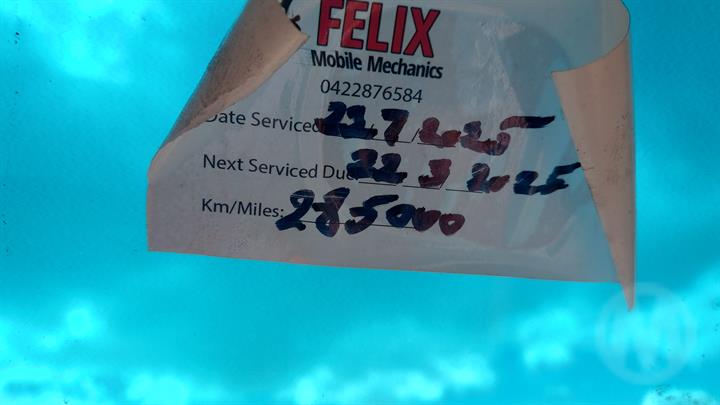 FELIX
Mobile Mechanics
0422876584
Date Serviced 22/7/2025
Next Serviced Due: 22 3 2025
Km/Miles: 285000
M